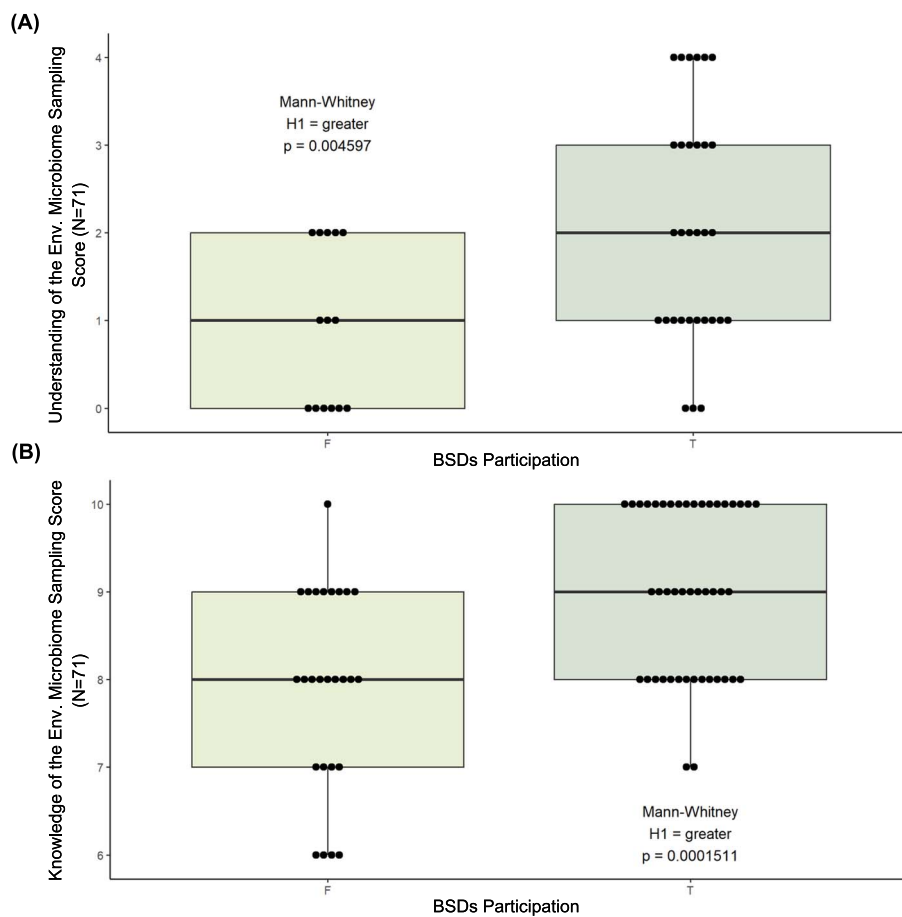 (A)
Understanding of the Env. Microbiome Sampling
Score (N=71)
4
3
2
1
0
Mann-Whitney
H1 = greater
p = 0.004597
F
T
BSDs Participation
(B)
Knowledge of the Env. Microbiome Sampling Score
(N=71)
10
9
8
7
6
Mann-Whitney
H1 = greater
p = 0.0001511
F
T
BSDs Participation